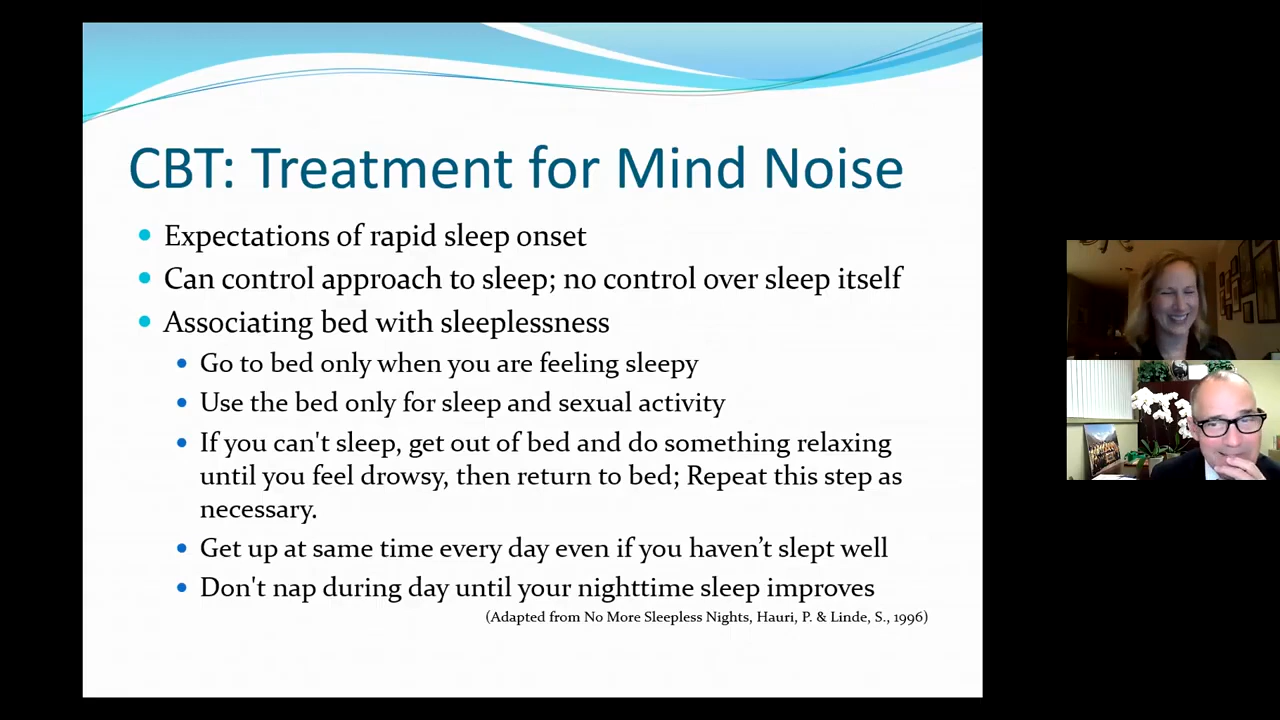 CBT: Treatment for Mind Noise
Expectations of rapid sleep onset
Can control approach to sleep; no control over sleep itself
Associating bed with sleeplessness
Go to bed only when you are feeling sleepy
Use the bed only for sleep and sexual activity
If you can't sleep, get out of bed and do something relaxing
until you feel drowsy, then return to bed; Repeat this step as
necessary.
Get up at same time every day even if you haven’t slept well
Don't nap during day until your nighttime sleep improves
(Adapted from No More Sleepless Nights, Hauri, P. & Linde, S., 1996)